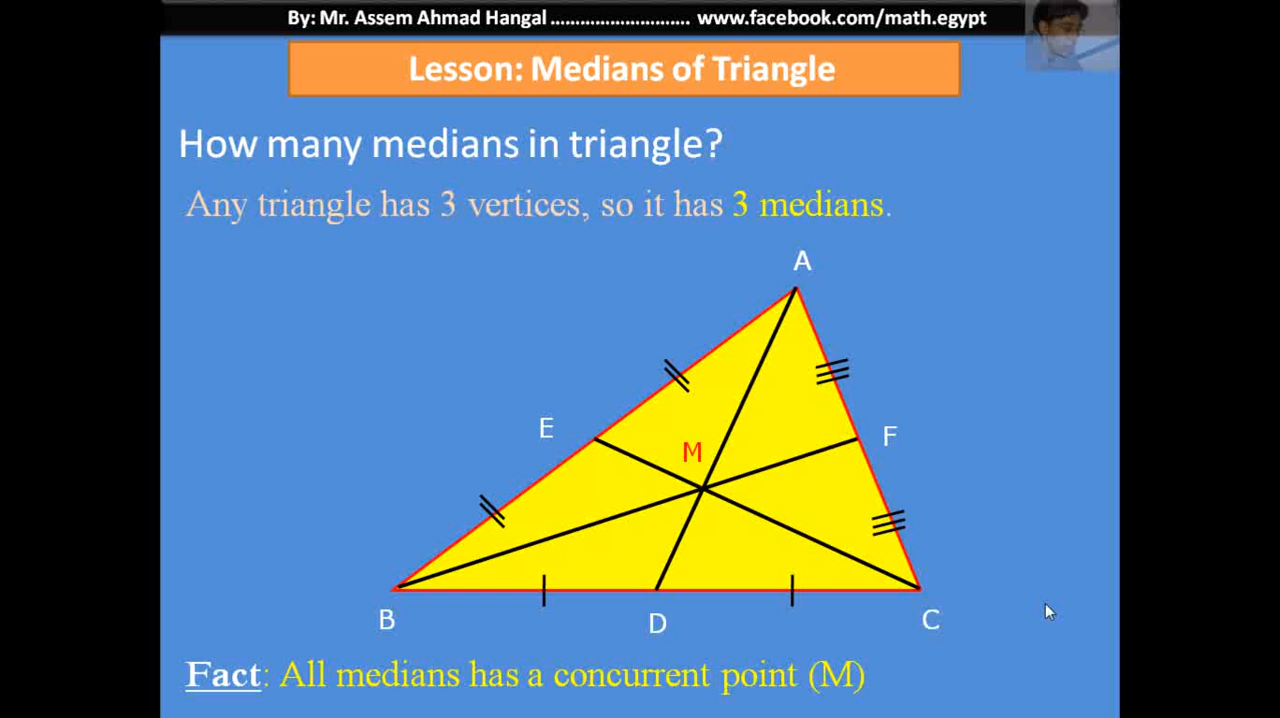 By: Mr. Assem Ahmad Hangal ........................... www.facebook.com/math.egypt
Lesson: Medians of Triangle
How many medians in triangle?
Any triangle has 3 vertices, so it has 3 medians.
A
E
M
F
B
D
C
Fact: All medians has a concurrent point (M)